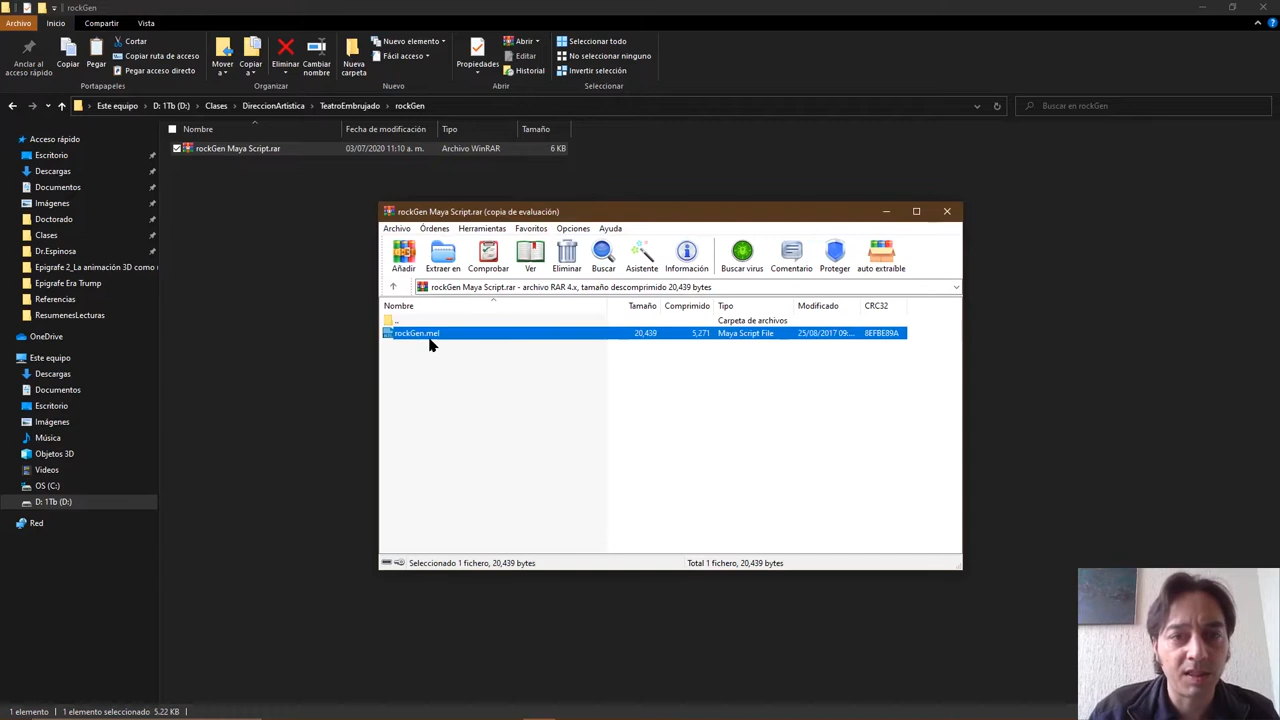 rockGen
Archivo Inicio Compartir Vista
Anclar al acceso rápido
Copiar
Pegar
Cortar
Copiar ruta de acceso
Pegar acceso directo
Portapapeles
Mover a
Copiar a
Eliminar
Cambiar nombre
Organizar
Nueva carpeta
Nuevo elemento
Fácil acceso
Nuevo
Propiedades
Abrir
Editar
Historial
Abrir
Seleccionar todo
No seleccionar ninguno
Invertir selección
Seleccionar
Este equipo > D: 1Tb (D:) > Clases > DireccionArtistica > TeatroEmbrujado > rockGen
Buscar en rockGen
Nombre Fecha de modificación Tipo Tamaño
rockGen Maya Script.rar 03/07/2020 11:10 a. m. Archivo WinRAR 6 KB
Acceso rápido
Escritorio
Descargas
Documentos
Imágenes
Doctorado
Clases
Dr.Espinosa
Epigrafe 2_La animación 3D como u
Epigrafe Era Trump
Referencias
ResumenesLecturas
OneDrive
Este equipo
Descargas
Documentos
Escritorio
Imágenes
Música
Objetos 3D
Videos
OS (C:)
D: 1Tb (D:)
Red
rockGen Maya Script.rar (copia de evaluación)
Archivo Órdenes Herramientas Favoritos Opciones Ayuda
Añadir Extraer en Comprobar Ver Eliminar Buscar Asistente Información Buscar virus Comentario Proteger auto extraíble
rockGen Maya Script.rar - archivo RAR 4.x, tamaño descomprimido 20,439 bytes
Nombre Tamaño Comprimido Tipo Modificado CRC32
.. Carpeta de archivos
rockGen.mel 20,439 5,271 Maya Script File 25/08/2017 09:... 8EFBE89A
Seleccionado 1 fichero, 20,439 bytes Total 1 fichero, 20,439 bytes
1 elemento 1 elemento seleccionado 5.22 KB